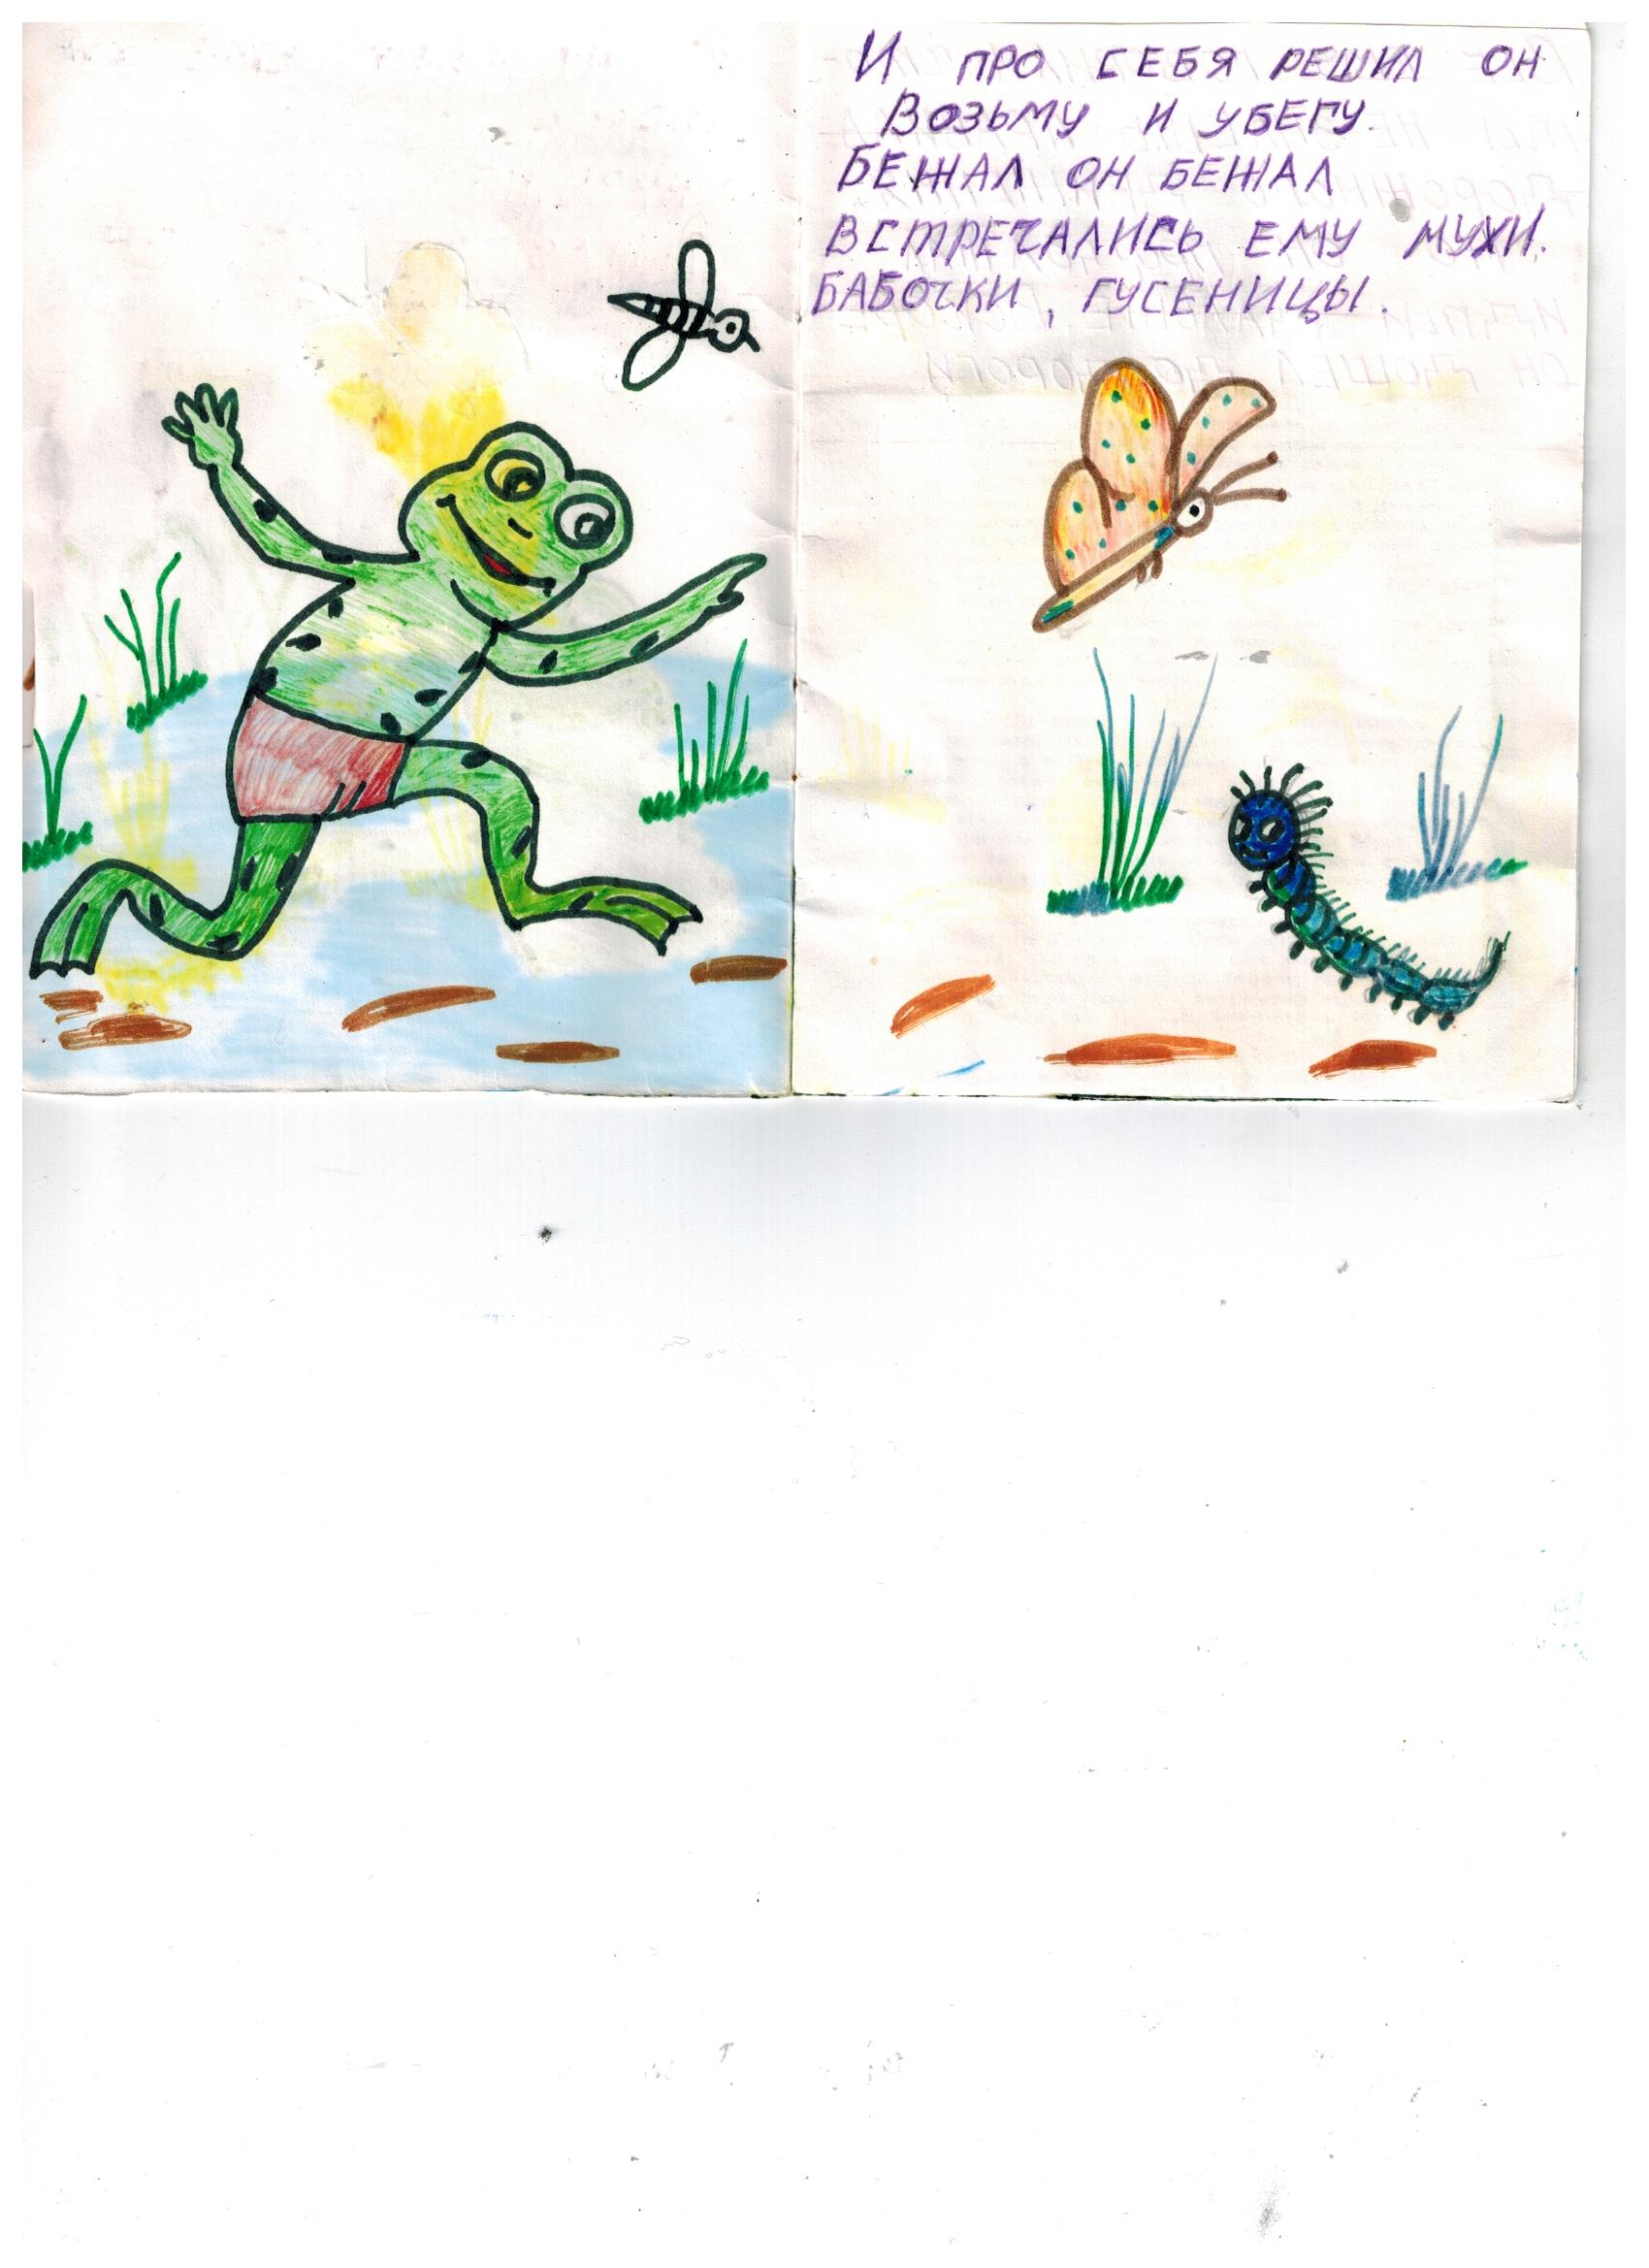 И ПРО СЕБЯ РЕШИЛ ОН
ВОЗЬМУ И УБЕГУ.
БЕЖАЛ ОН БЕЖАЛ
ВСТРЕЧАЛИСЬ ЕМУ МУХИ.
БАБОЧКИ, ГУСЕНИЦЫ.